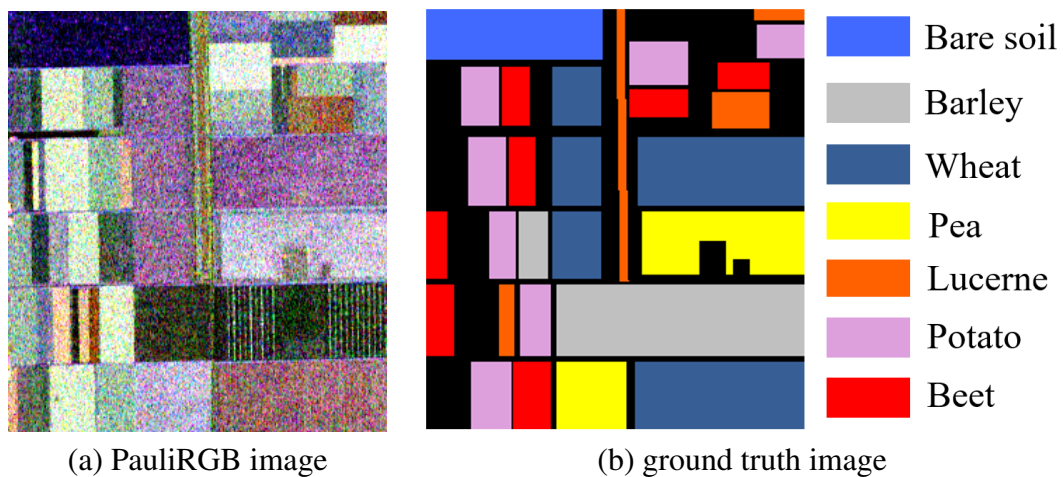 Bare soil
Barley
Wheat
Pea
Lucerne
Potato
Beet
(a) PauliRGB image
(b) ground truth image